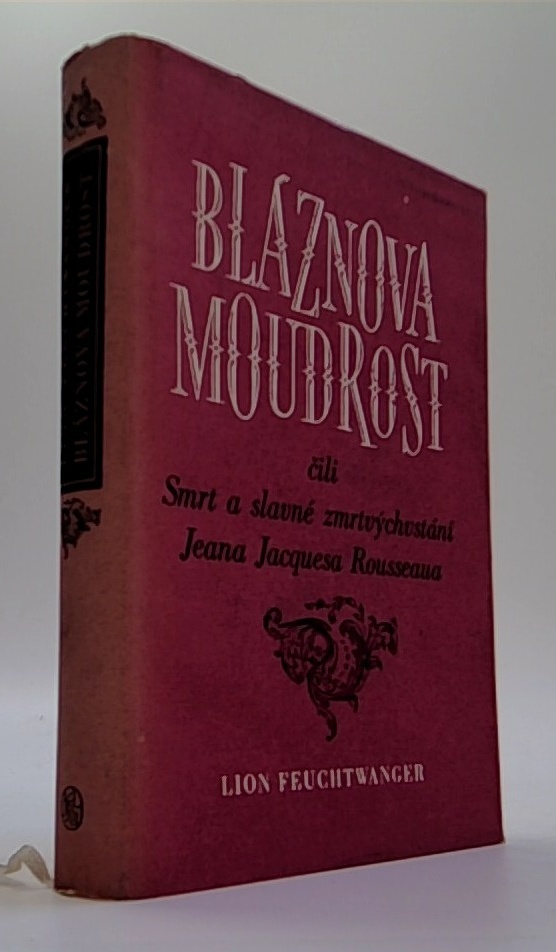 BLÁZNOVA
MOUDROST
čili
Smrt a slavné zmrtvýchvstání
Jeana Jacquesa Rousseaua
LION FEUCHTWANGER
BLÁZNOVA MOUDROST